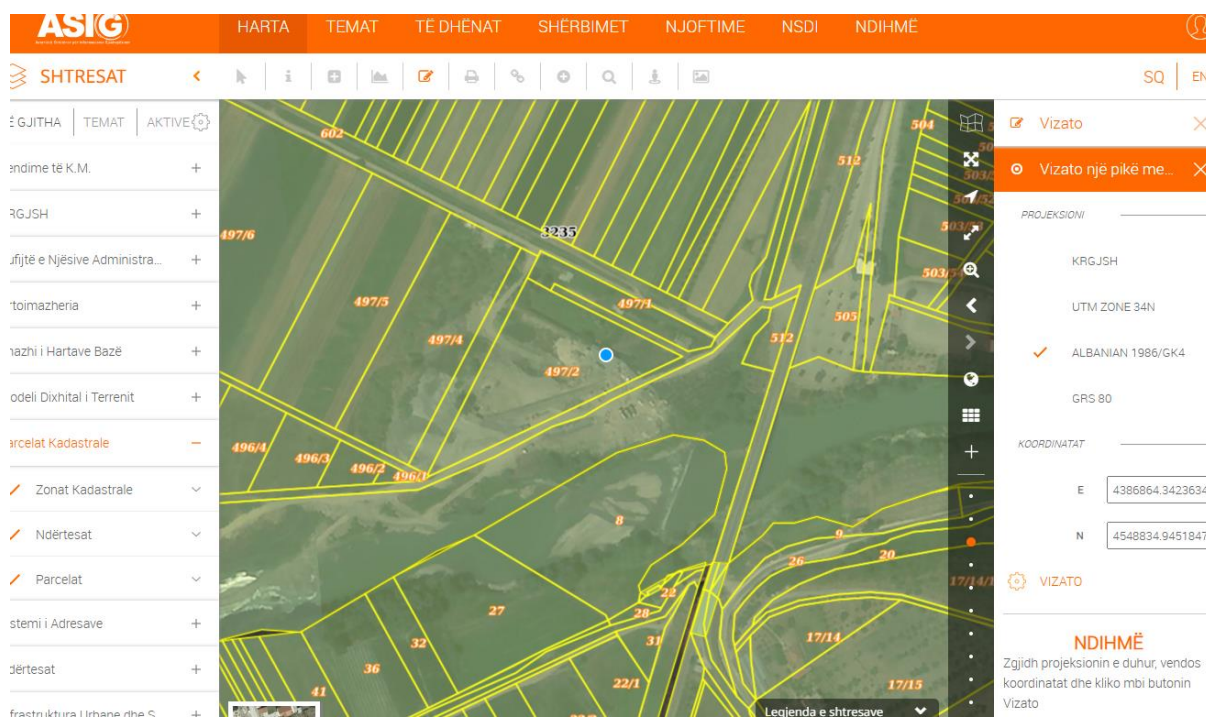 ASIG
HARTA TEMAT TË DHËNAT SHËRBIMET NJOFTIME NSDI NDIHMË
SHTRESAT
SQ EN
GJITHA TEMAT AKTIVE
endime të K.M.
RGJSH
ufijtë e Njësive Administra...
rtoimazheria
azhi i Hartave Bazë
odeli Dixhital i Terrenit
arcelat Kadastrale
Zonat Kadastrale
Ndërtesat
Parcelat
stemi i Adresave
dërtesat
frastruktura Urbane dhe S
602
504
512
503/
497/6
3235
503/
497/5
497/1
505
497/4
512
497/2
496/4
496/3
496/2
496/1
8
9
26
20
17/14/1
27
22
28
32
31
17/14
36
22/1
17/15
41
Legjenda e shtresave
Vizato
Vizato një pikë me...
PROJEKSIONI
KRGJSH
UTM ZONE 34N
ALBANIAN 1986/GK4
GRS 80
KOORDINATAT
E 4386864.3423634
N 4548834.9451847
VIZATO
NDIHMË
Zgjidh projeksionin e duhur, vendos
koordinatat dhe kliko mbi butonin
Vizato